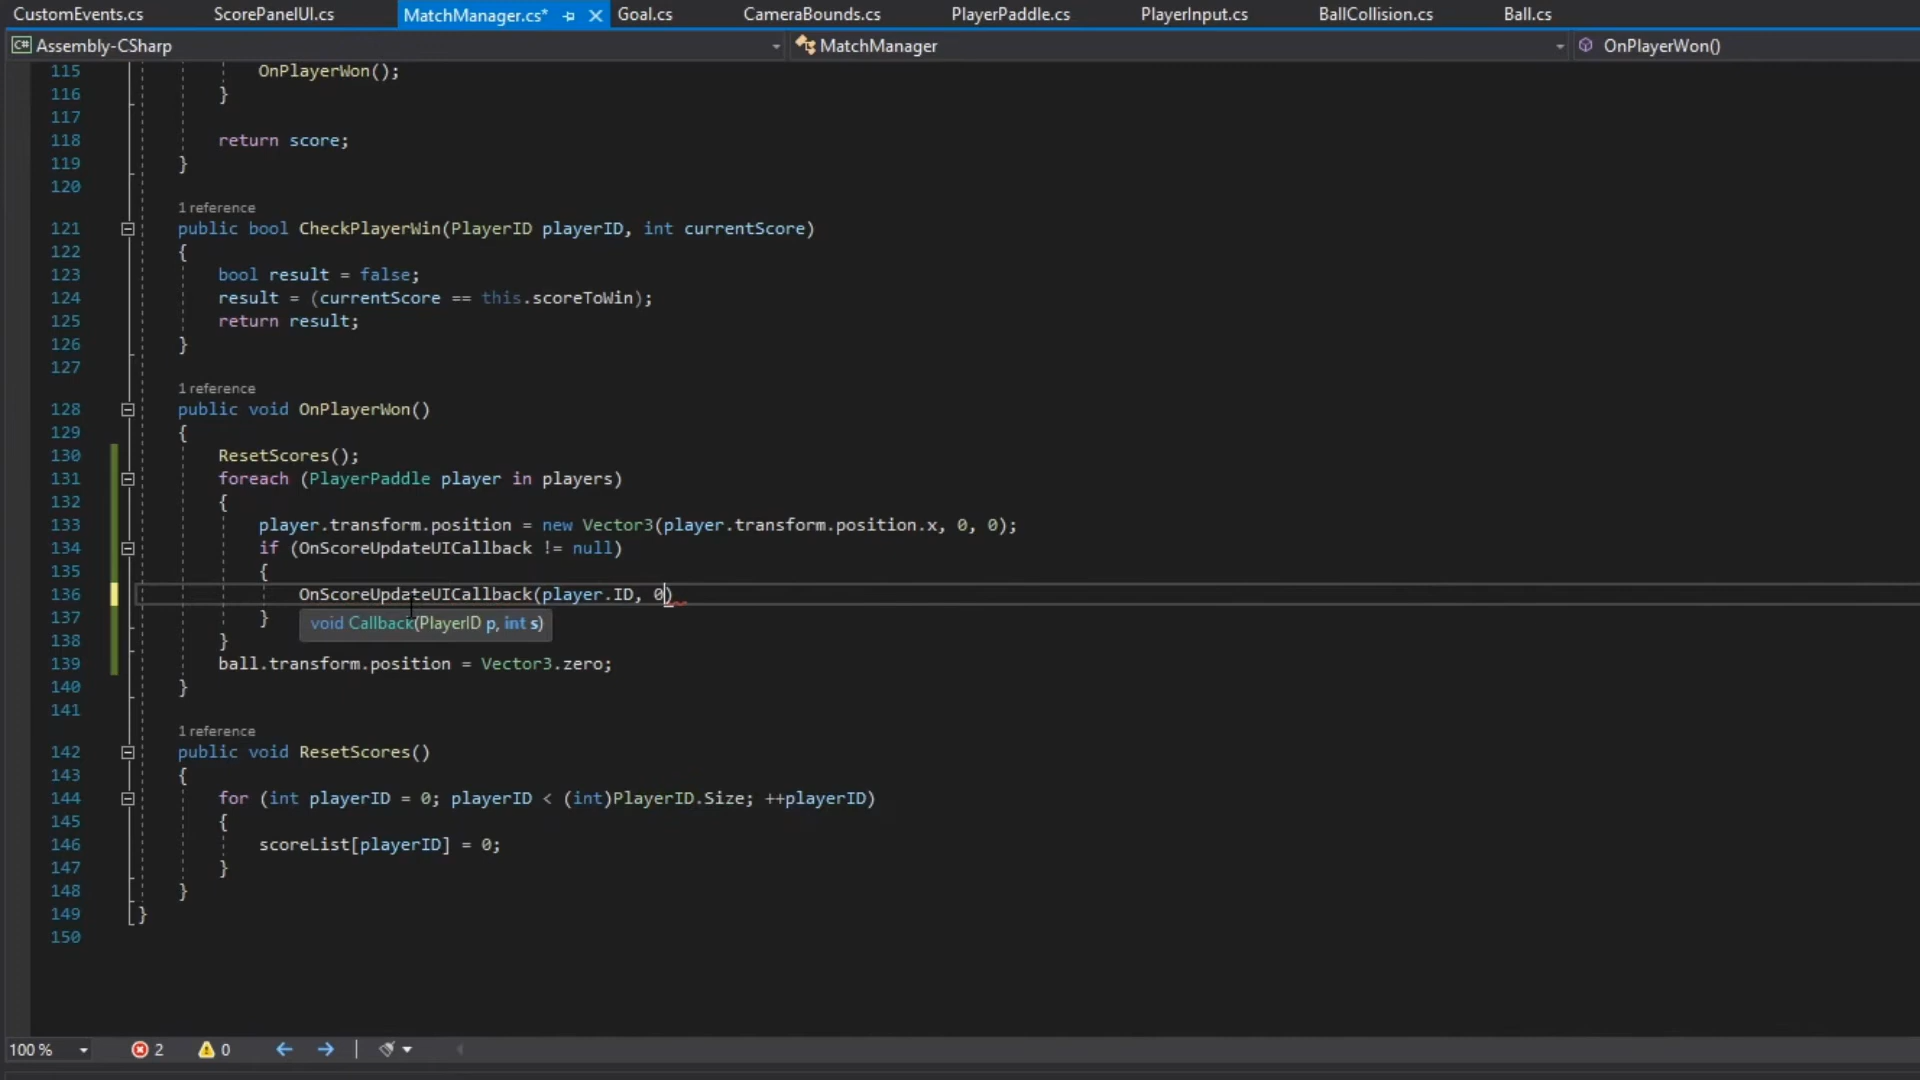 CustomEvents.cs ScorePanelUI.cs MatchManager.cs* Goal.cs CameraBounds.cs PlayerPaddle.cs PlayerInput.cs BallCollision.cs Ball.cs
C# Assembly-CSharp MatchManager OnPlayerWon()
115 OnPlayerWon();
116 }
117
118 return score;
119 }
120
1 reference
121 public bool CheckPlayerWin(PlayerID playerID, int currentScore)
122 {
123 bool result = false;
124 result = (currentScore == this.scoreToWin);
125 return result;
126 }
127
1 reference
128 public void OnPlayerWon()
129 {
130 ResetScores();
131 foreach (PlayerPaddle player in players)
132 {
133 player.transform.position = new Vector3(player.transform.position.x, 0, 0);
134 if (OnScoreUpdateUICallback != null)
135 {
136 OnScoreUpdateUICallback(player.ID, 0)
137 }
void Callback(PlayerID p, int s)
138 }
139 ball.transform.position = Vector3.zero;
140 }
141
1 reference
142 public void ResetScores()
143 {
144 for (int playerID = 0; playerID < (int)PlayerID.Size; ++playerID)
145 {
146 scoreList[playerID] = 0;
147 }
148 }
149 }
150
100 % 2 0